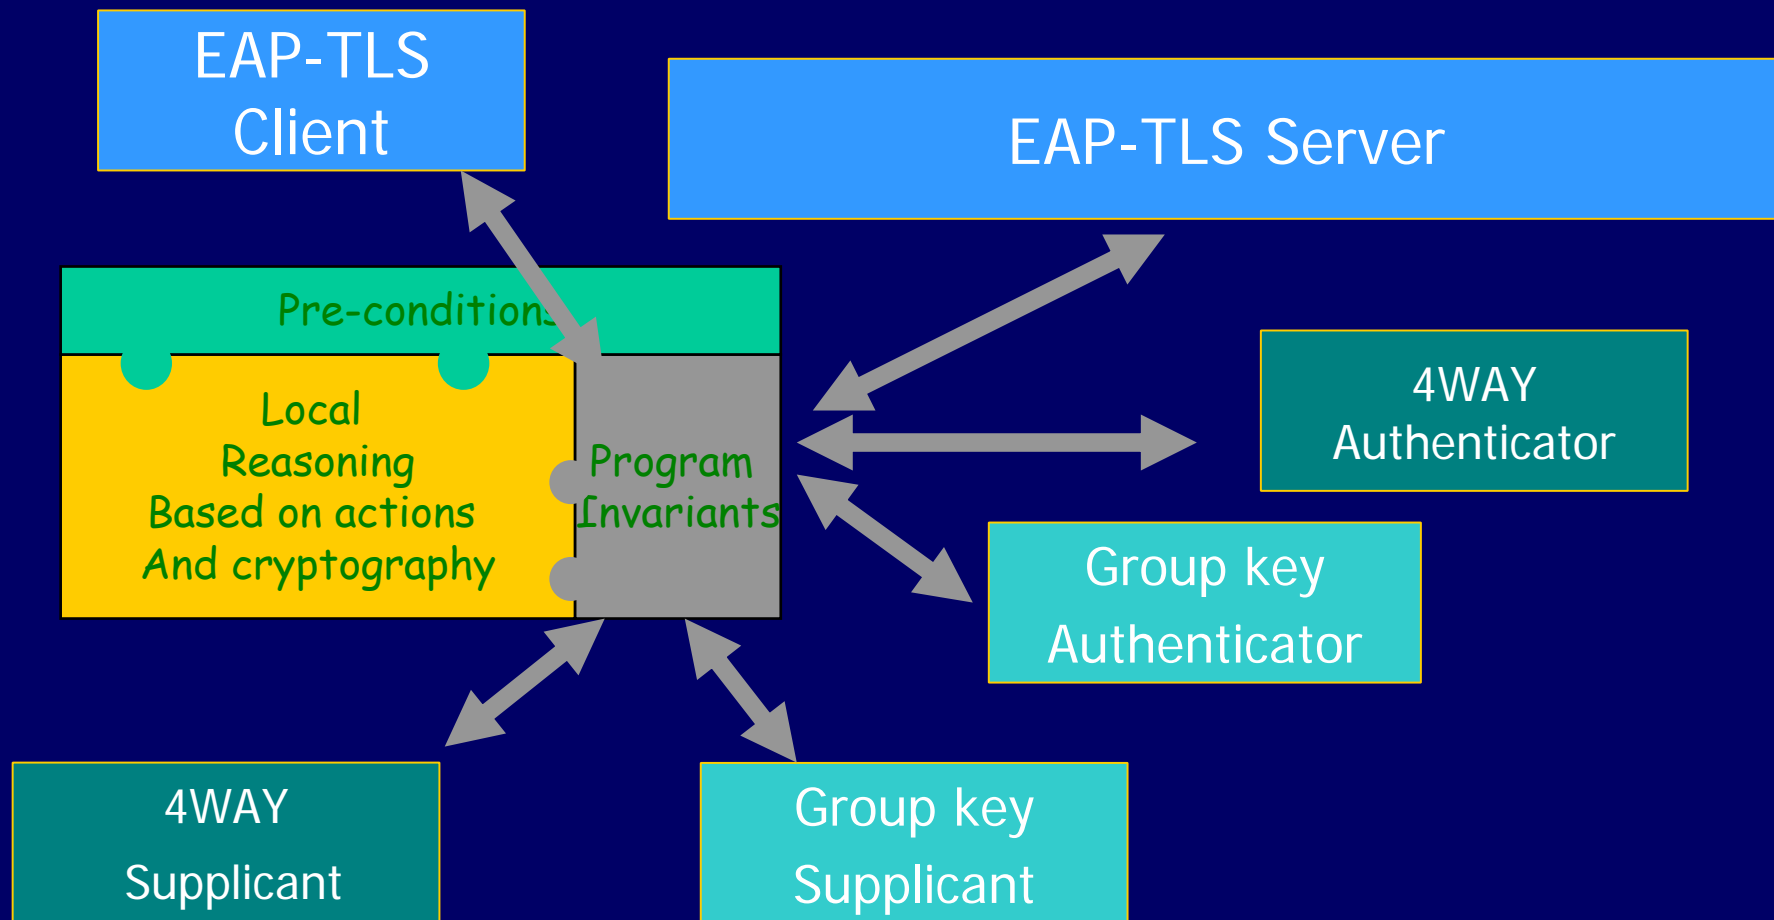 EAP-TLS
Client
EAP-TLS Server
Pre-conditions
Local
Reasoning
Based on actions
And cryptography
Program
Invariants
4WAY
Authenticator
Group key
Authenticator
4WAY
Supplicant
Group key
Supplicant